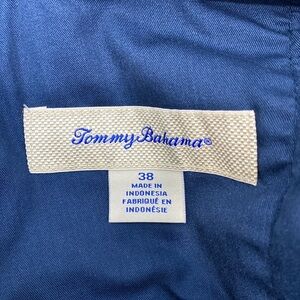 Tommy Bahama®
38
MADE IN
INDONESIA
FABRIQUÉ EN
INDONÉSIE